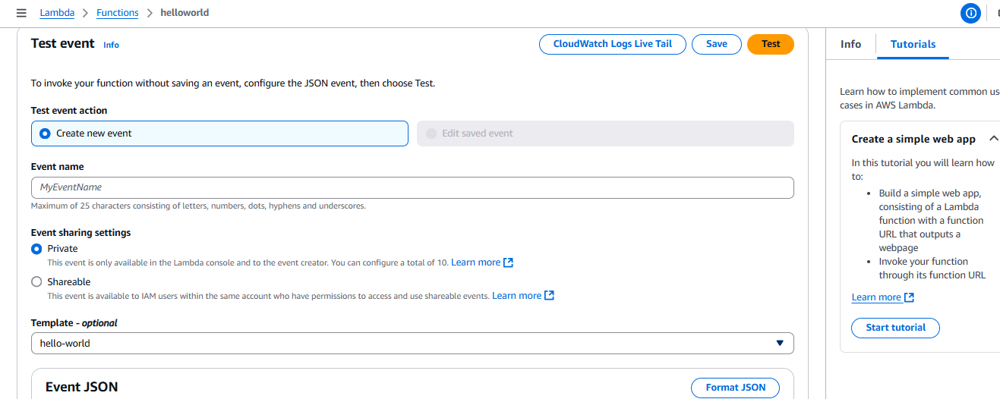 Lambda > Functions > helloworld
Test event Info CloudWatch Logs Live Tail Save Test
To invoke your function without saving an event, configure the JSON event, then choose Test.
Test event action
Create new event Edit saved event
Event name
MyEventName
Maximum of 25 characters consisting of letters, numbers, dots, hyphens and underscores.
Event sharing settings
Private
This event is only available in the Lambda console and to the event creator. You can configure a total of 10. Learn more
Shareable
This event is available to IAM users within the same account who have permissions to access and use shareable events. Learn more
Template - optional
hello-world
Event JSON Format JSON
Info Tutorials
Learn how to implement common use
cases in AWS Lambda.
Create a simple web app
In this tutorial you will learn how
to:
• Build a simple web app,
consisting of a Lambda
function with a function
URL that outputs a
webpage
• Invoke your function
through its function URL
Learn more
Start tutorial